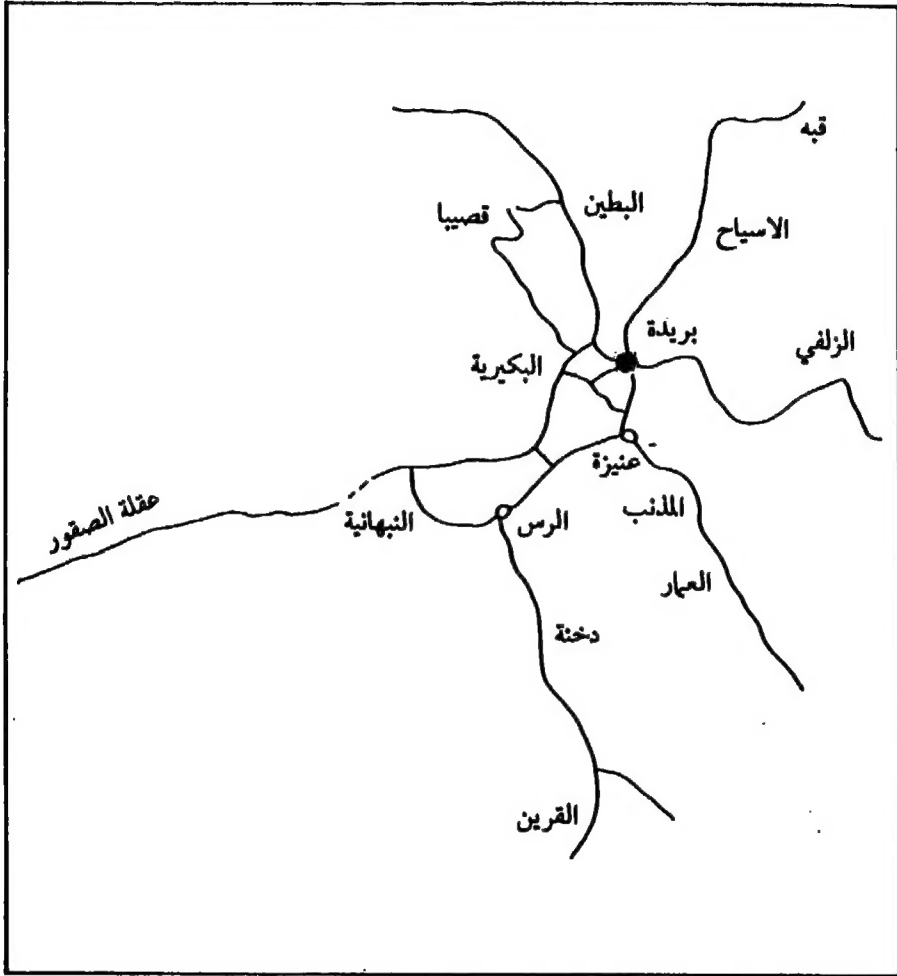 قبه
البطين
قصيبا
الاسياح
بريدة
الزلفي
البكيرية
عنيزة
عقلة الصقور
المذنب
الرس
النبهانية
العمار
دخنة
القرين